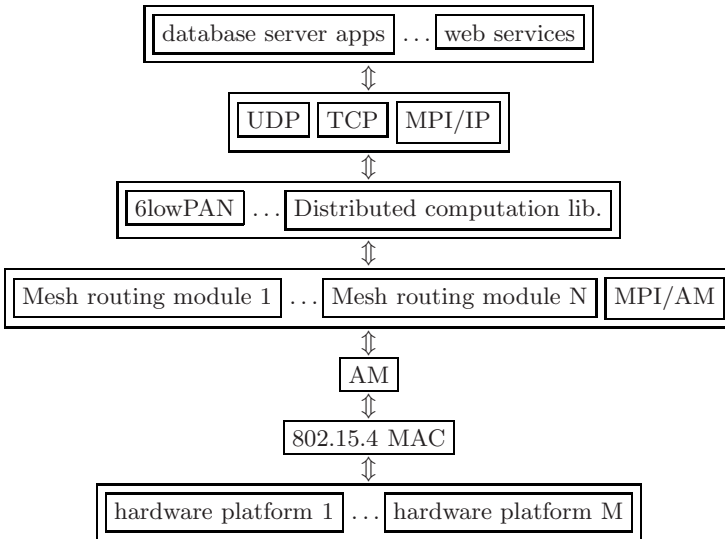 database server apps ... web services
UDP TCP MPI/IP
6lowPAN ... Distributed computation lib.
Mesh routing module 1 ... Mesh routing module N MPI/AM
AM
802.15.4 MAC
hardware platform 1 ... hardware platform M